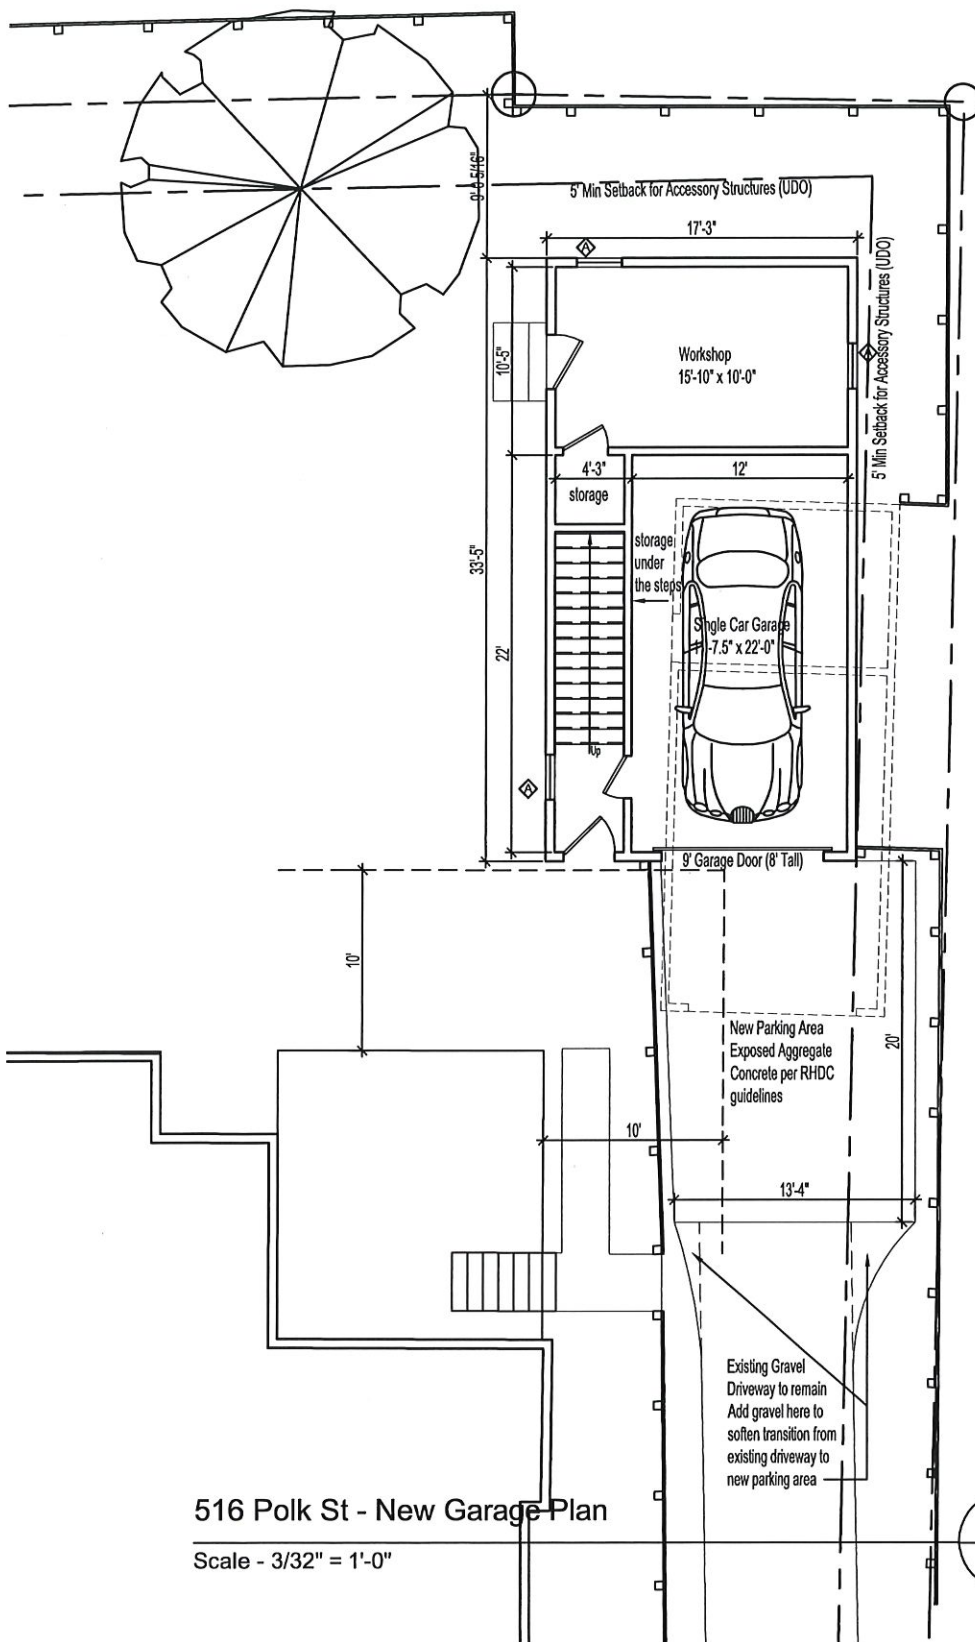 9'-0 5/16"
5' Min Setback for Accessory Structures (UDO)
17'-3"
A
5' Min Setback for Accessory Structures (UDO)
A
10'-5"
Workshop
15'-10" x 10'-0"
4'-3"
12'
storage
33'-5"
storage
under
the steps
22'
Single Car Garage
-7.5" x 22'-0"
Up
A
9' Garage Door (8' Tall)
10'
20'
New Parking Area
Exposed Aggregate
Concrete per RHDC
guidelines
10'
13'-4"
Existing Gravel
Driveway to remain
Add gravel here to
soften transition from
existing driveway to
new parking area
516 Polk St - New Garage Plan
Scale - 3/32" = 1'-0"